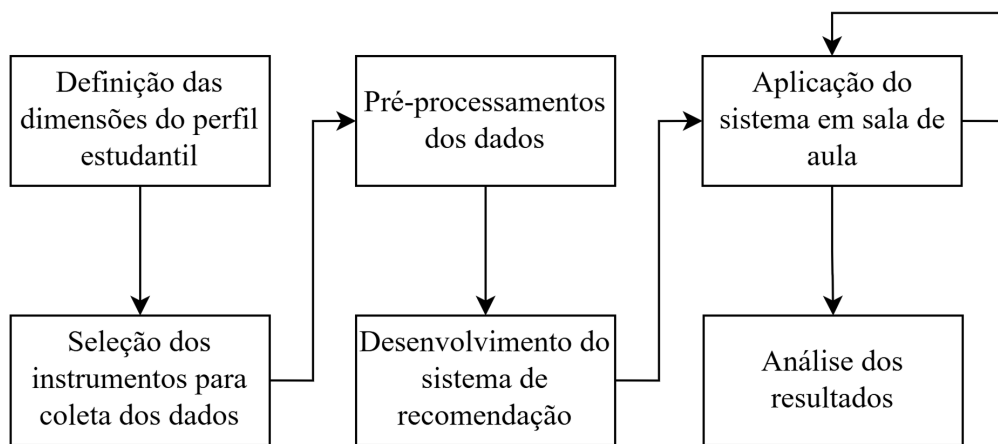 Definição das
dimensões do perfil
estudantil
Seleção dos
instrumentos para
coleta dos dados
Pré-processamentos
dos dados
Desenvolvimento do
sistema de
recomendação
Aplicação do
sistema em sala de
aula
Análise dos
resultados